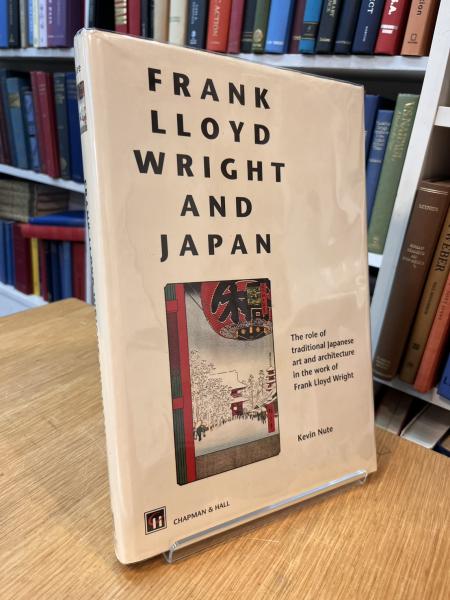 FRANK
LLOYD
WRIGHT
AND
JAPAN
The role of
traditional Japanese
art and architecture
in the work of
Frank Lloyd Wright
Kevin Nute
CHAPMAN & HALL
WEBER